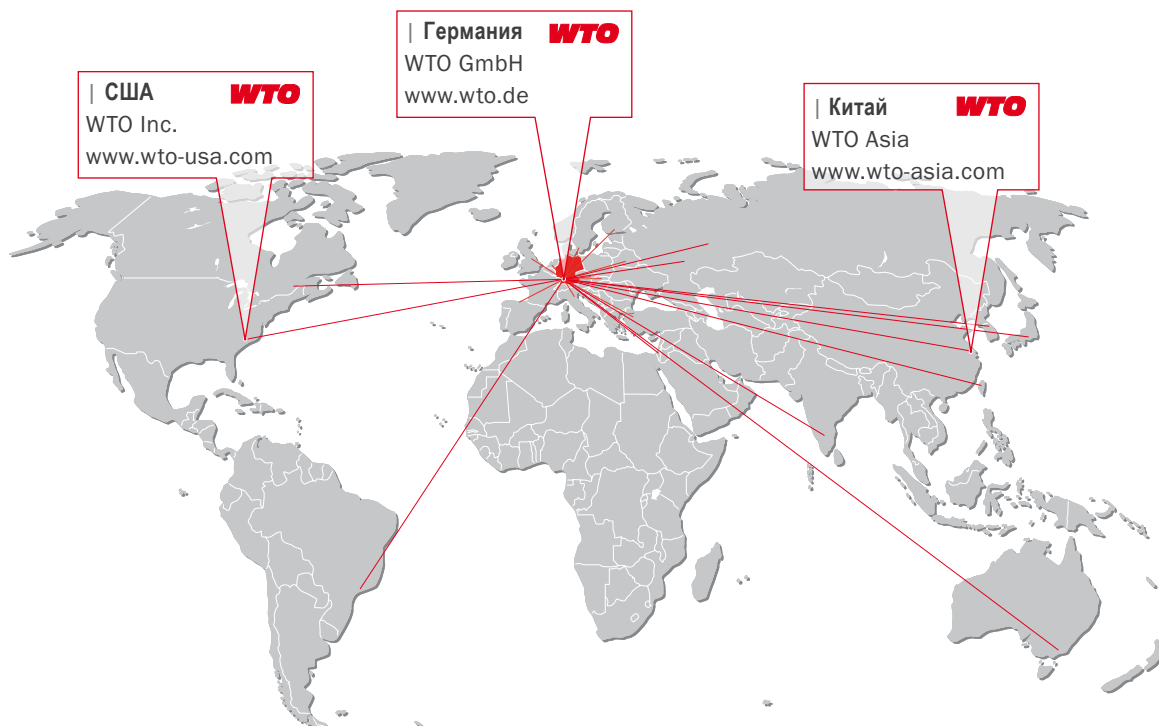 | США WTO
WTO Inc.
www.wto-usa.com
| Германия WTO
WTO GmbH
www.wto.de
| Китай WTO
WTO Asia
www.wto-asia.com